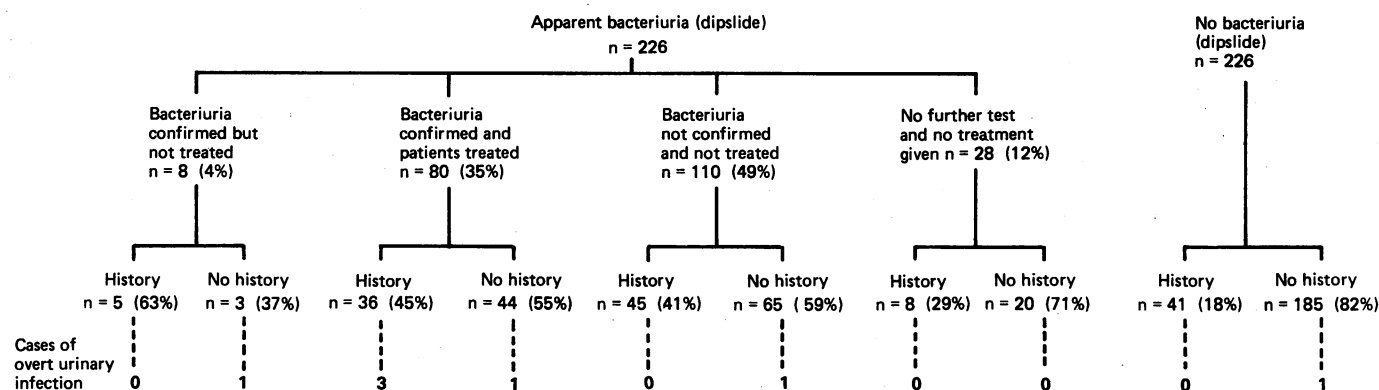 Apparent bacteriuria (dipslide)
n = 226
No bacteriuria
(dipslide)
n = 226
Bacteriuria
confirmed but
not treated
n = 8 (4%)
Bacteriuria
confirmed and
patients treated
n = 80 (35%)
Bacteriuria
not confirmed
and not treated
n = 110 (49%)
No further test
and no treatment
given n = 28 (12%)
History
n = 5 (63%)
No history
n = 3 (37%)
History
n = 36 (45%)
No history
n = 44 (55%)
History
n = 45 (41%)
No history
n = 65 ( 59%)
History
n = 8 (29%)
No history
n = 20 (71%)
History
n = 41 (18%)
No history
n = 185 (82%)
Cases of
overt urinary
infection
0 1 3 1 0 1 0 0 0 1